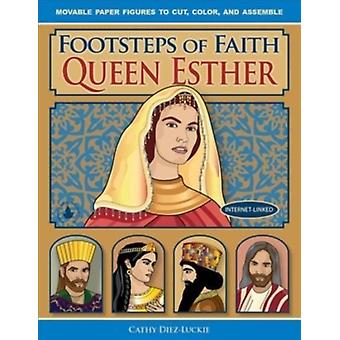 MOVABLE PAPER FIGURES TO CUT, COLOR, AND ASSEMBLE
FOOTSTEPS OF FAITH
QUEEN ESTHER
INTERNET-LINKED
CATHY DIEZ-LUCKIE